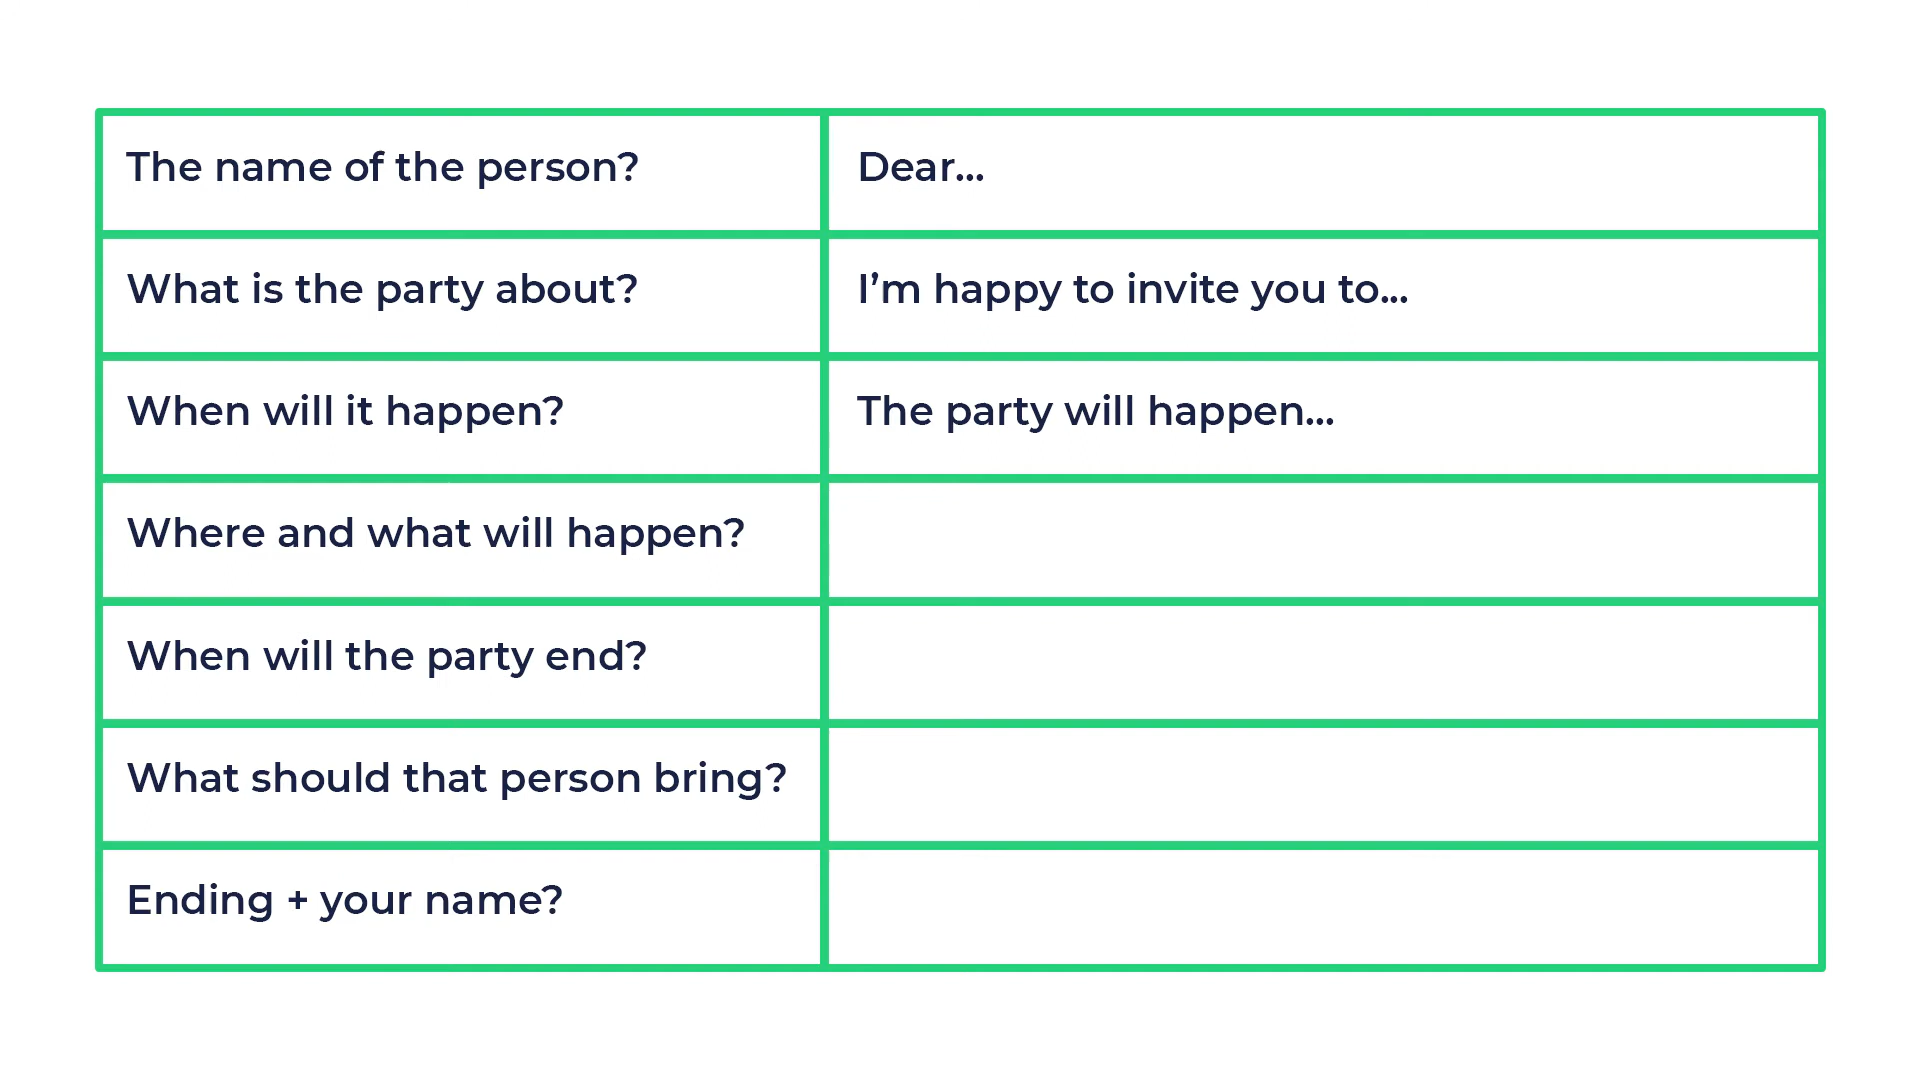 The name of the person?
Dear...
What is the party about?
I’m happy to invite you to...
When will it happen?
The party will happen...
Where and what will happen?
When will the party end?
What should that person bring?
Ending + your name?